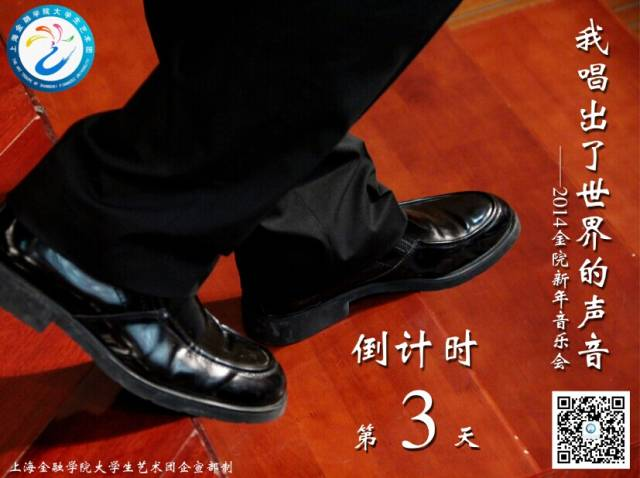 上海金融学院大学生艺术团
我唱出了世界的声音
——2014金院新年音乐会
倒计时
第3天
上海金融学院大学生艺术团企宣部制